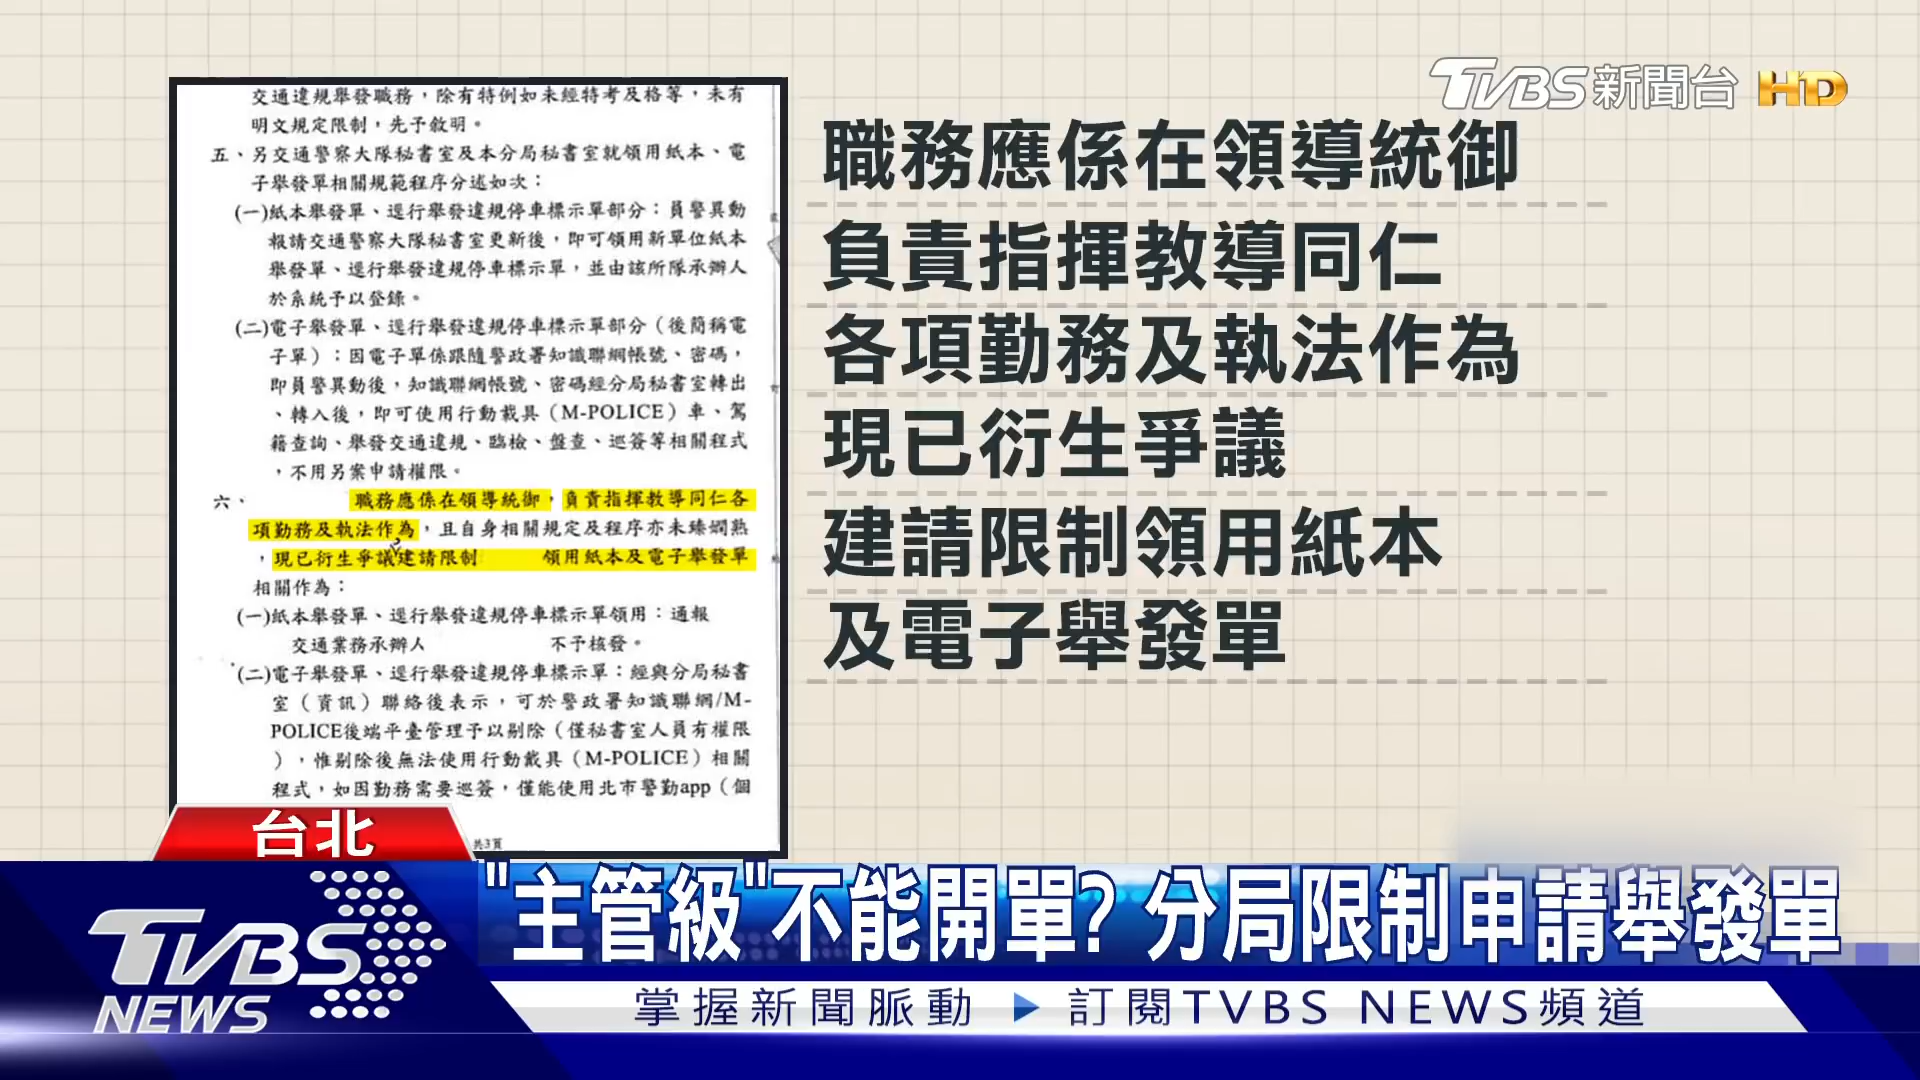 TVBS新聞台 HD
交通違規舉發職務，除有特例如未經特考及格等，未有
明文規定限制，先予敘明。
五、另交通警察大隊秘書室及本分局秘書室就領用紙本、電
子舉發單相關規範程序分述如次：
(一)紙本舉發單、逕行舉發違規停車標示單部分：員警異動
報請交通警察大隊秘書室更新後，即可領用新單位紙本
舉發單、逕行舉發違規停車標示單，並由該所隊承辦人
於系統予以登錄。
(二)電子舉發單、逕行舉發違規停車標示單部分（後簡稱電
子單）；因電子單係跟隨警政署知識聯網帳號、密碼，
即員警異動後，知識聯網帳號、密碼經分局秘書室轉出
、轉入後，即可使用行動載具（M-POLICE）車、駕
籍查詢、舉發交通違規、臨檢、盤查、巡簽等相關程式
，不用另案申請權限。
六、職務應係在領導統御，負責指揮教導同仁各
項勤務及執法作為，且自身相關規定及程序亦未臻嫻熟
，現已衍生爭議建請限制 領用紙本及電子舉發單
相關作為：
(一)紙本舉發單、逕行舉發違規停車標示單領用：通報
交通業務承辦人 不予核發。
(二)電子舉發單、逕行舉發違規停車標示單：經與分局秘書
室（資訊）聯絡後表示，可於警政署知識聯網/M-
POLICE後端平臺管理予以剔除（僅秘書室人員有權限
），惟剔除後無法使用行動載具（M-POLICE）相關
程式，如因勤務需要巡簽，僅能使用北市警勤app（個
共3頁
職務應係在領導統御
負責指揮教導同仁
各項勤務及執法作為
現已衍生爭議
建請限制領用紙本
及電子舉發單
台北
"主管級"不能開單? 分局限制申請舉發單
TVBS
NEWS
掌握新聞脈動 ▶ 訂閱TVBS NEWS頻道